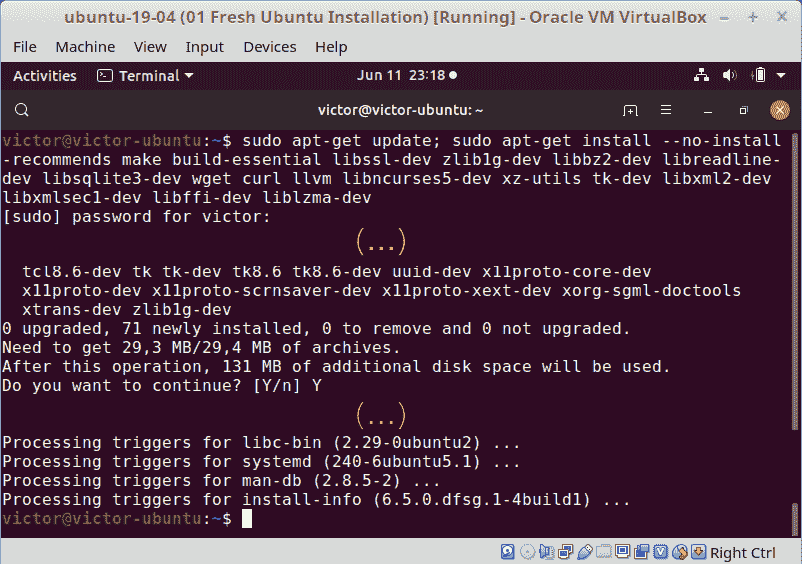 ubuntu-19-04 (01 Fresh Ubuntu Installation) [Running] - Oracle VM VirtualBox
File Machine View Input Devices Help
Activities Terminal Jun 11 23:18
victor@victor-ubuntu: ~
victor@victor-ubuntu:~$ sudo apt-get update; sudo apt-get install --no-install
-recommends make build-essential libssl-dev zlib1g-dev libbz2-dev libreadline-
dev libsqlite3-dev wget curl llvm libncurses5-dev xz-utils tk-dev libxml2-dev
libxmlsec1-dev libffi-dev liblzma-dev
[sudo] password for victor:
(...)
tcl8.6-dev tk tk-dev tk8.6 tk8.6-dev uuid-dev x11proto-core-dev
x11proto-dev x11proto-scrnsaver-dev x11proto-xext-dev xorg-sgml-doctools
xtrans-dev zlib1g-dev
0 upgraded, 71 newly installed, 0 to remove and 0 not upgraded.
Need to get 29,3 MB/29,4 MB of archives.
After this operation, 131 MB of additional disk space will be used.
Do you want to continue? [Y/n] Y
(...)
Processing triggers for libc-bin (2.29-0ubuntu2) ...
Processing triggers for systemd (240-6ubuntu5.1) ...
Processing triggers for man-db (2.8.5-2) ...
Processing triggers for install-info (6.5.0.dfsg.1-4build1) ...
victor@victor-ubuntu:~$
Right Ctrl